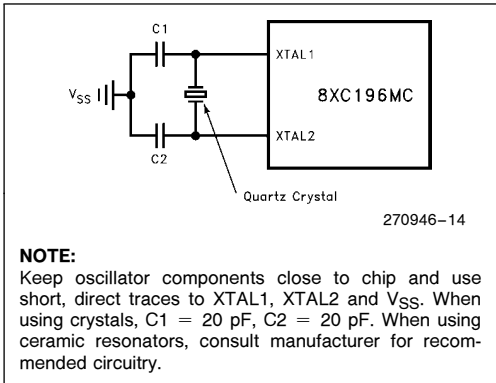 C1
XTAL1
8XC196MC
VSS
XTAL2
C2
Quartz Crystal
270946–14
NOTE:
Keep oscillator components close to chip and use
short, direct traces to XTAL1, XTAL2 and VSS. When
using crystals, C1 = 20 pF, C2 = 20 pF. When using
ceramic resonators, consult manufacturer for recom-
mended circuitry.